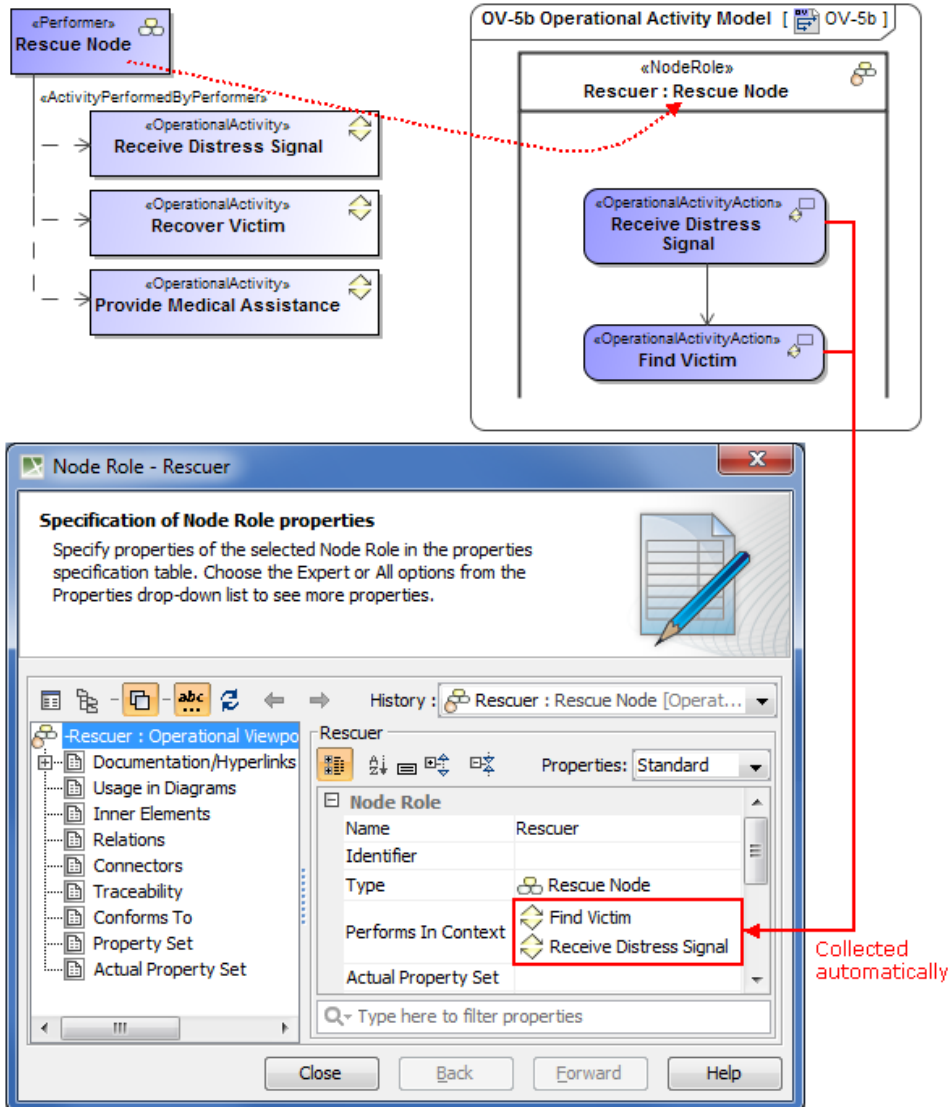 «Performer»
Rescue Node
«ActivityPerformedByPerformer»
«OperationalActivity»
Receive Distress Signal
«OperationalActivity»
Recover Victim
«OperationalActivity»
Provide Medical Assistance
OV-5b Operational Activity Model [ OV-5b ]
«NodeRole»
Rescuer : Rescue Node
«OperationalActivityAction»
Receive Distress
Signal
«OperationalActivityAction»
Find Victim
Node Role - Rescuer
Specification of Node Role properties
Specify properties of the selected Node Role in the properties
specification table. Choose the Expert or All options from the
Properties drop-down list to see more properties.
abc
History : Rescuer : Rescue Node [Operat...
-Rescuer : Operational Viewpo
Documentation/Hyperlinks
Usage in Diagrams
Inner Elements
Relations
Connectors
Traceability
Conforms To
Property Set
Actual Property Set
Rescuer
Properties: Standard
Node Role
Name Rescuer
Identifier
Type Rescue Node
Performs In Context Find Victim
Receive Distress Signal
Actual Property Set
Type here to filter properties
Collected
automatically
Close Back Forward Help